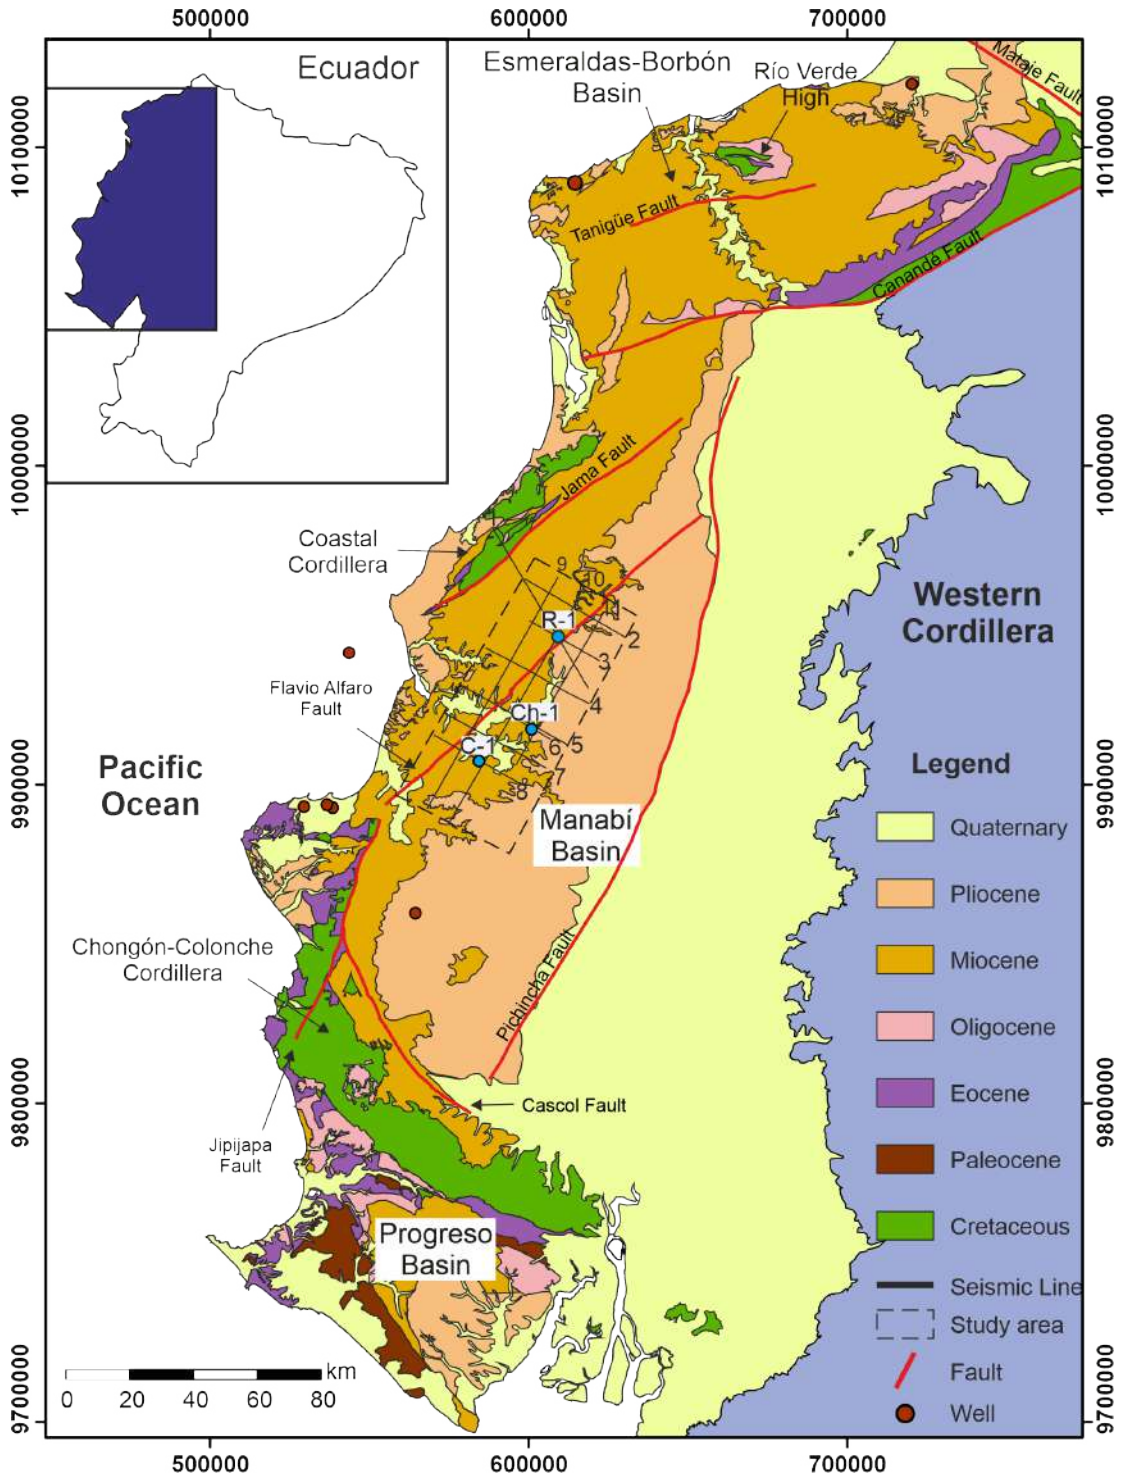 500000
600000
700000
Ecuador
Esmeraldas-Borbón
Basin
Río Verde
High
Mataje Fault
10100000
10100000
Tanigüe Fault
Canandé Fault
10000000
10000000
Jama Fault
Coastal
Cordillera
9
10
11
R-1
2
3
4
Western
Cordillera
Flavio Alfaro
Fault
Ch-1
5
6
C-1
7
8
Pacific
Ocean
9900000
9900000
Manabí
Basin
Legend
Quaternary
Pliocene
Miocene
Oligocene
Eocene
Paleocene
Cretaceous
Seismic Line
Study area
Fault
Well
Chongón-Colonche
Cordillera
Pichincha Fault
9800000
9800000
Cascol Fault
Jipijapa
Fault
Progreso
Basin
km
0
20
40
60
80
9700000
9700000
500000
600000
700000